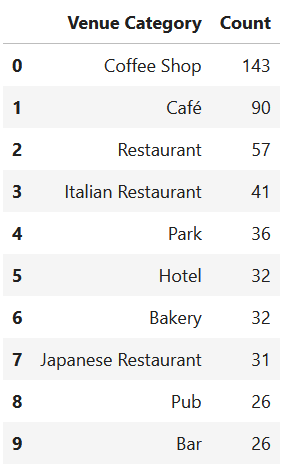 Venue Category Count
0 Coffee Shop 143
1 Café 90
2 Restaurant 57
3 Italian Restaurant 41
4 Park 36
5 Hotel 32
6 Bakery 32
7 Japanese Restaurant 31
8 Pub 26
9 Bar 26